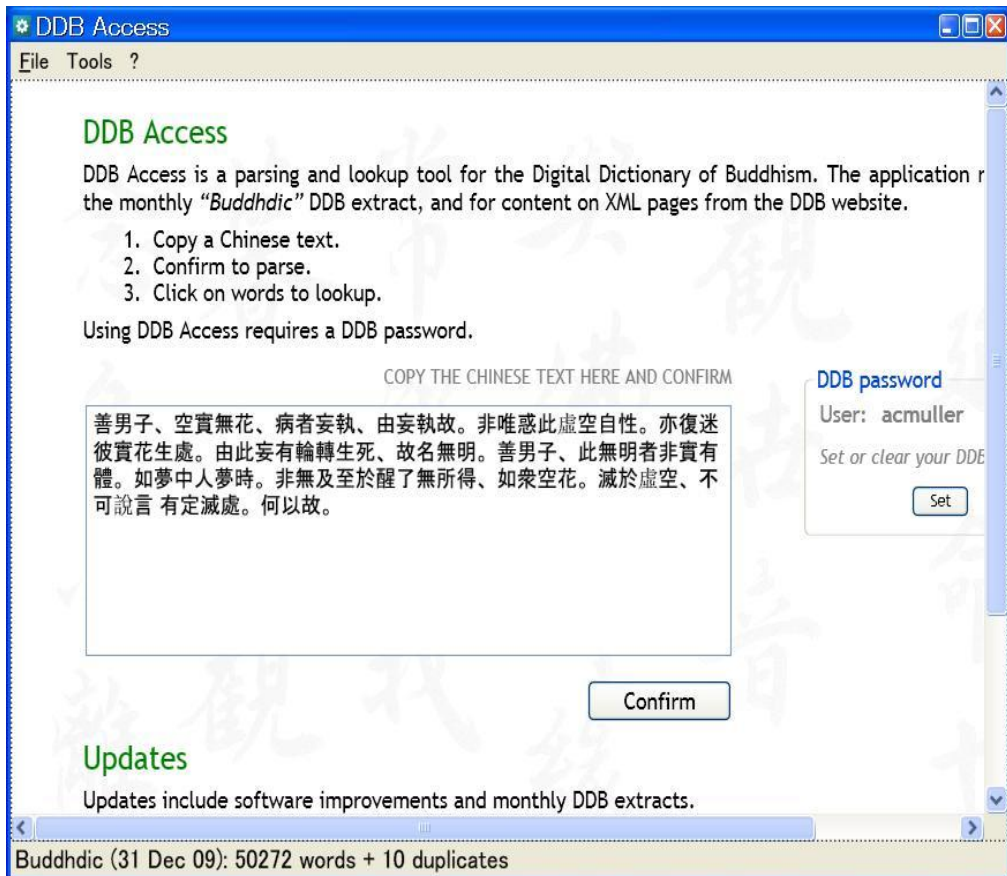 DDB Access
File Tools ?
DDB Access
DDB Access is a parsing and lookup tool for the Digital Dictionary of Buddhism. The application r
the monthly “Buddhdic” DDB extract, and for content on XML pages from the DDB website.
1. Copy a Chinese text.
2. Confirm to parse.
3. Click on words to lookup.
Using DDB Access requires a DDB password.
COPY THE CHINESE TEXT HERE AND CONFIRM
善男子、空實無花、病者妄執、由妄執故。非唯惑此虛空自性。亦復迷
彼實花生處。由此妄有輪轉生死、故名無明。善男子、此無明者非實有
體。如夢中人夢時。非無及至於醒了無所得、如衆空花。滅於虛空、不
可說言 有定滅處。何以故。
DDB password
User: acmuller
Set or clear your DDB
Set
Confirm
Updates
Updates include software improvements and monthly DDB extracts.
Buddhdic (31 Dec 09): 50272 words + 10 duplicates